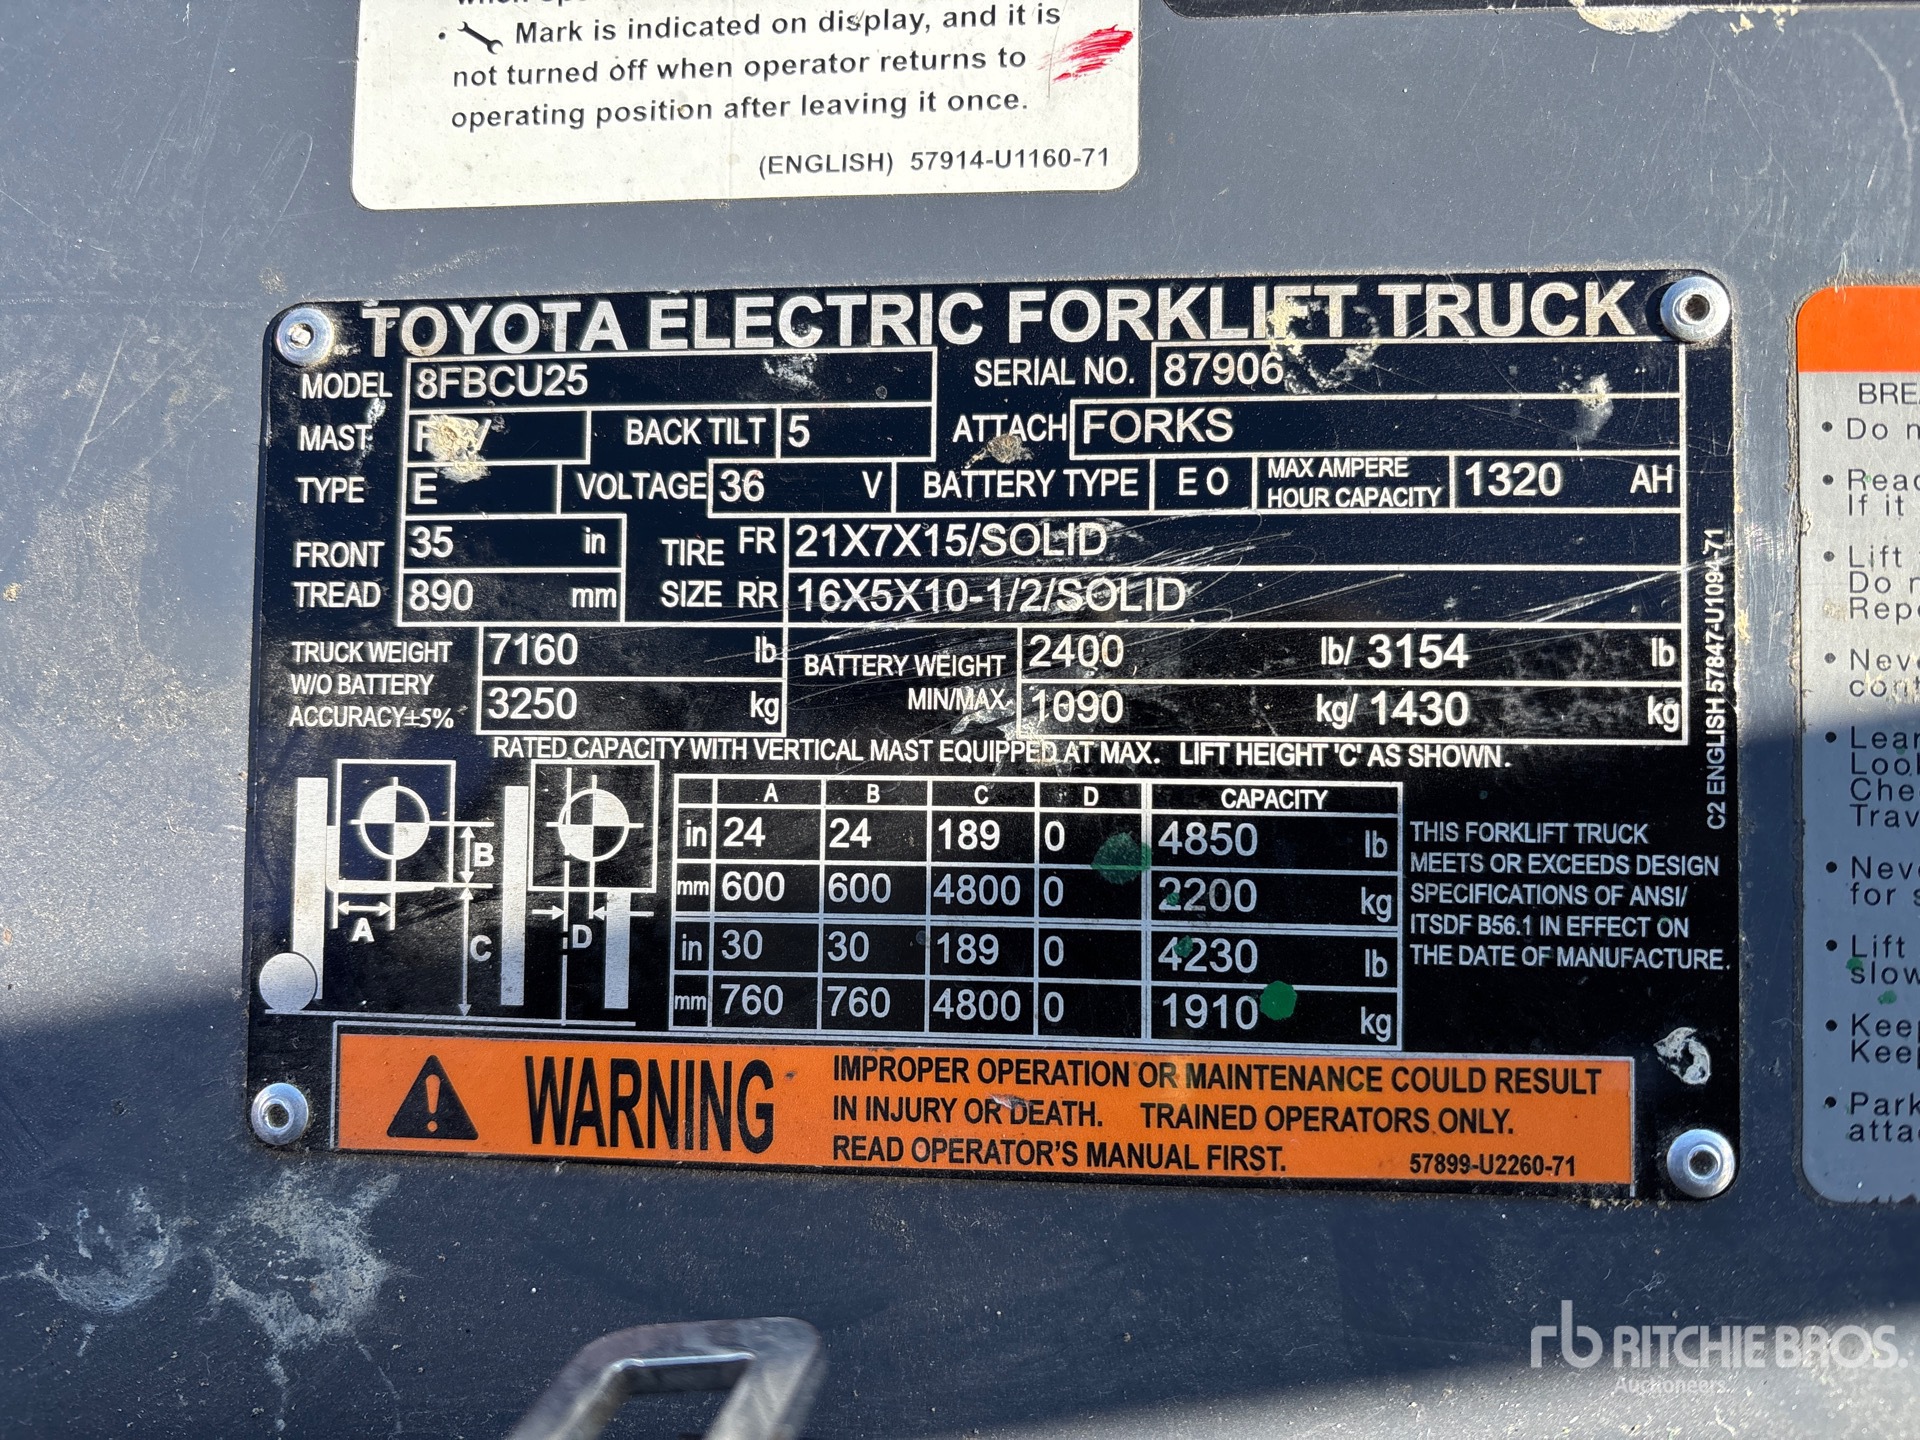 • Mark is indicated on display, and it is
not turned off when operator returns to
operating position after leaving it once.
(ENGLISH) 57914-U1160-71
TOYOTA ELECTRIC FORKLIFT TRUCK
MODEL 8FBCU25 SERIAL NO. 87906
MAST BACK TILT 5 ATTACH FORKS
TYPE E VOLTAGE 36 V BATTERY TYPE E O MAX AMPERE HOUR CAPACITY 1320 AH
FRONT TREAD 35 in TIRE SIZE FR 21X7X15/SOLID
890 mm RR 16X5X10-1/2/SOLID
TRUCK WEIGHT W/O BATTERY ACCURACY±5% 7160 lb BATTERY WEIGHT MIN/MAX. 2400 lb/ 3154 lb
3250 kg 1090 kg/ 1430 kg
RATED CAPACITY WITH VERTICAL MAST EQUIPPED AT MAX. LIFT HEIGHT 'C' AS SHOWN.
A B C D
A B C D CAPACITY
in 24 24 189 0 4850 lb
mm 600 600 4800 0 2200 kg
in 30 30 189 0 4230 lb
mm 760 760 4800 0 1910 kg
THIS FORKLIFT TRUCK
MEETS OR EXCEEDS DESIGN
SPECIFICATIONS OF ANSI/
ITSDF B56.1 IN EFFECT ON
THE DATE OF MANUFACTURE.
C2 ENGLISH 57847-U1094-71
WARNING
IMPROPER OPERATION OR MAINTENANCE COULD RESULT
IN INJURY OR DEATH. TRAINED OPERATORS ONLY.
READ OPERATOR'S MANUAL FIRST. 57899-U2260-71
• Do
If it
• Lift
• Lift
slow
• Keep
Keep
• Park
rb RITCHIE BROS.
Auctioneers